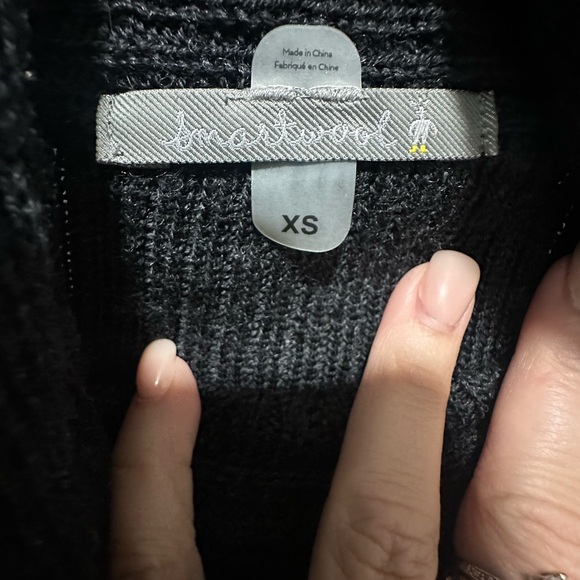 Made in China
Fabriqué en Chine
smartwool
XS